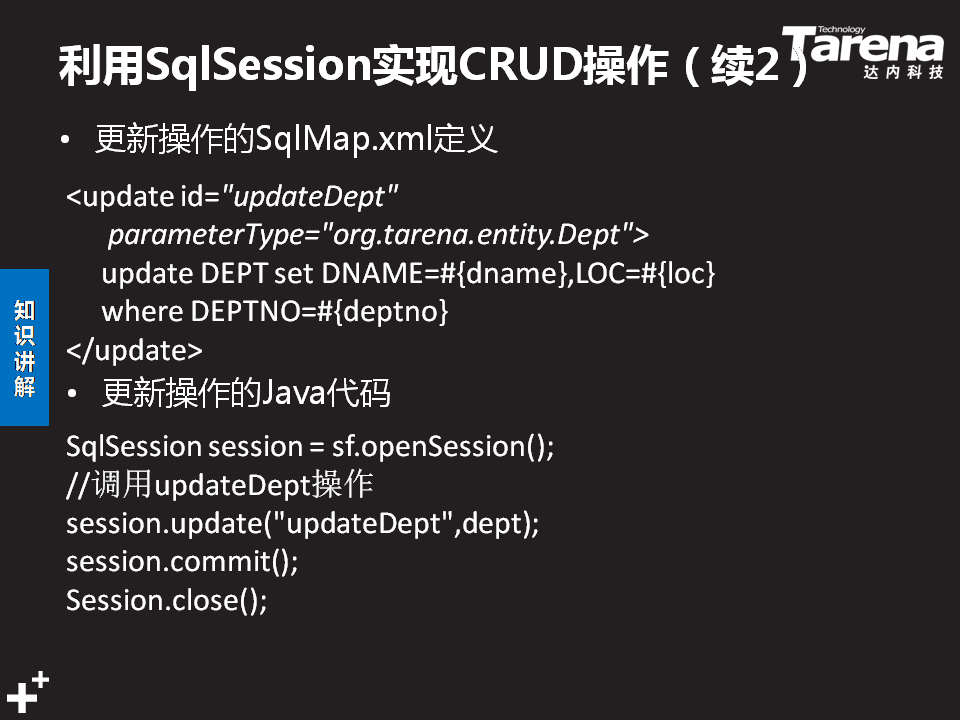 利用SqlSession实现CRUD操作（续2）
Technology
Tarena
达内科技
• 更新操作的SqlMap.xml定义
<update id="updateDept"
parameterType="org.tarena.entity.Dept">
update DEPT set DNAME=#{dname},LOC=#{loc}
where DEPTNO=#{deptno}
</update>
• 更新操作的Java代码
SqlSession session = sf.openSession();
//调用updateDept操作
session.update("updateDept",dept);
session.commit();
Session.close();
知识讲解